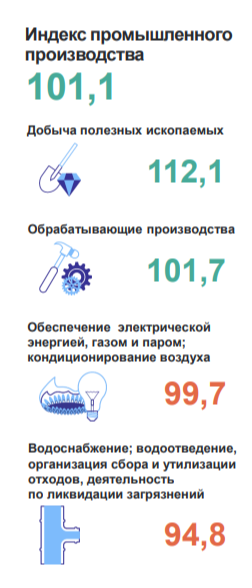 Индекс промышленного
производства
101,1
Добыча полезных ископаемых
112,1
Обрабатывающие производства
101,7
Обеспечение электрической
энергией, газом и паром;
кондиционирование воздуха
99,7
Водоснабжение; водоотведение,
организация сбора и утилизации
отходов, деятельность
по ликвидации загрязнений
94,8